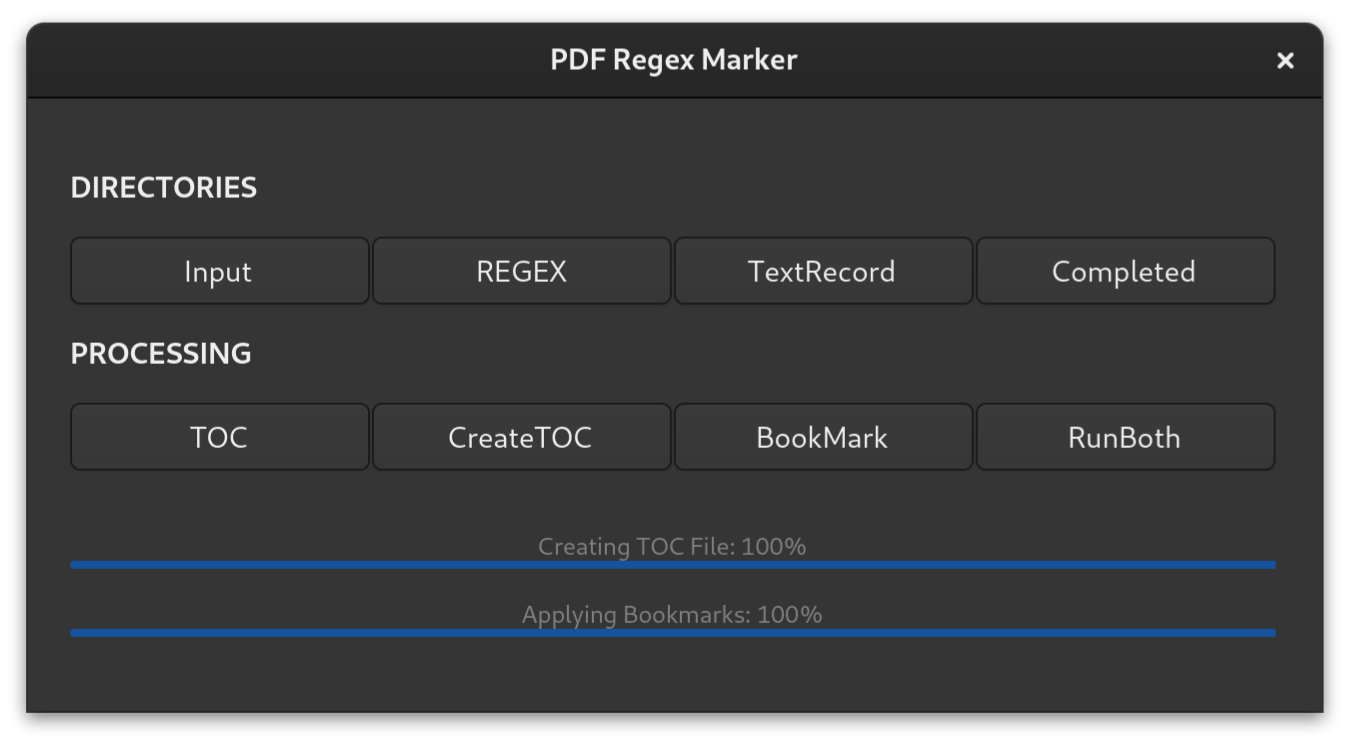 PDF Regex Marker
DIRECTORIES
Input REGEX TextRecord Completed
PROCESSING
TOC CreateTOC BookMark RunBoth
Creating TOC File: 100%
Applying Bookmarks: 100%